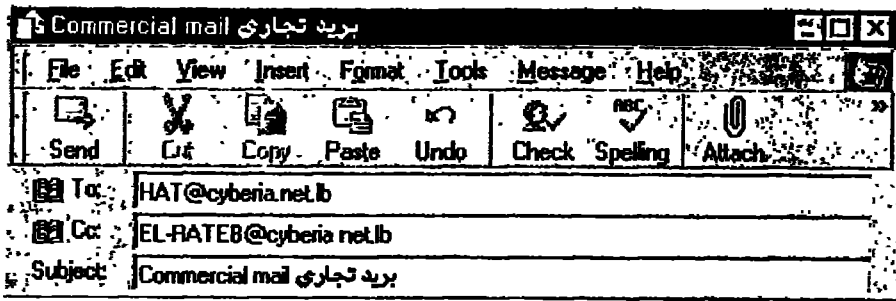 Commercial mail بريد تجاري
File Edit View Insert Format Tools Message Help
Send Cut Copy Paste Undo Check Spelling Attach
To: HAT@cyberia.net.lb
Cc: EL-RATEB@cyberia.net.lb
Subject: Commercial mail بريد تجاري